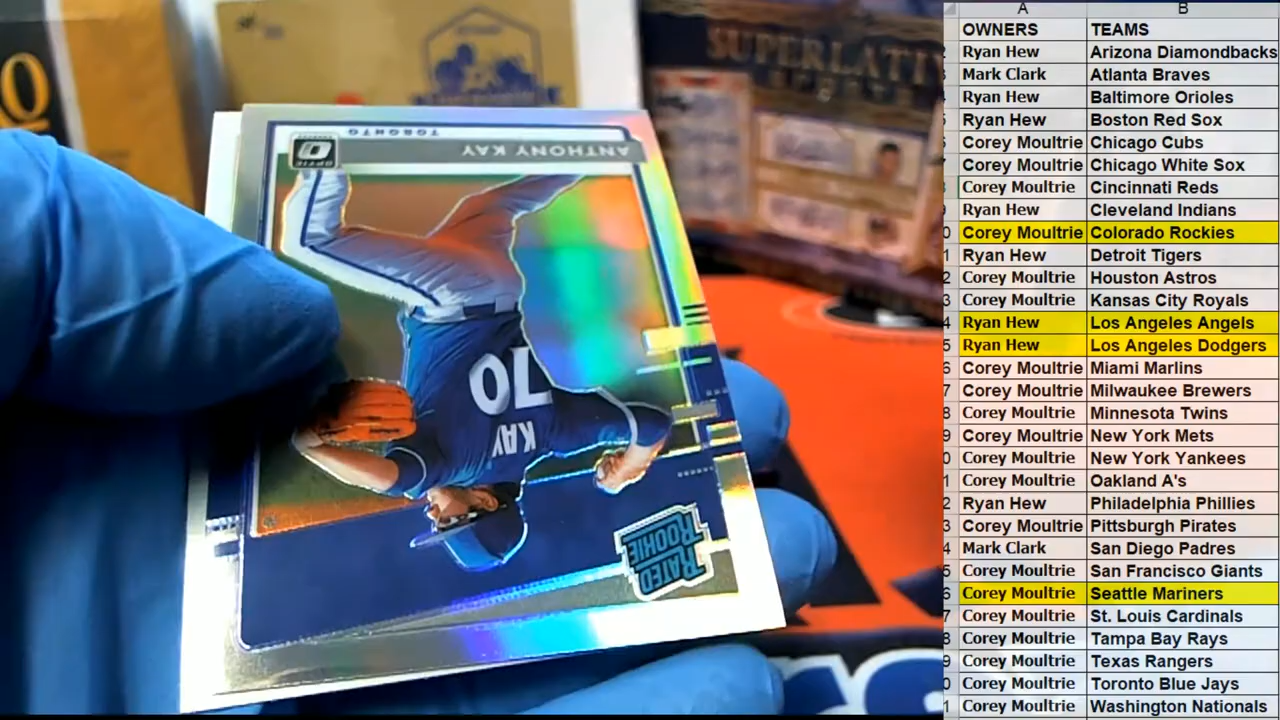 SUPERLATIV
TORONTO
ANTHONY KAY
OPTIC
70
KAY
RATED
ROOKIE
A B
OWNERS TEAMS
Ryan Hew Arizona Diamondbacks
Mark Clark Atlanta Braves
Ryan Hew Baltimore Orioles
Ryan Hew Boston Red Sox
Corey Moultrie Chicago Cubs
Corey Moultrie Chicago White Sox
Corey Moultrie Cincinnati Reds
Ryan Hew Cleveland Indians
Corey Moultrie Colorado Rockies
Ryan Hew Detroit Tigers
Corey Moultrie Houston Astros
Corey Moultrie Kansas City Royals
Ryan Hew Los Angeles Angels
Ryan Hew Los Angeles Dodgers
Corey Moultrie Miami Marlins
Corey Moultrie Milwaukee Brewers
Corey Moultrie Minnesota Twins
Corey Moultrie New York Mets
Corey Moultrie New York Yankees
Corey Moultrie Oakland A's
Ryan Hew Philadelphia Phillies
Corey Moultrie Pittsburgh Pirates
Mark Clark San Diego Padres
Corey Moultrie San Francisco Giants
Corey Moultrie Seattle Mariners
Corey Moultrie St. Louis Cardinals
Corey Moultrie Tampa Bay Rays
Corey Moultrie Texas Rangers
Corey Moultrie Toronto Blue Jays
Corey Moultrie Washington Nationals